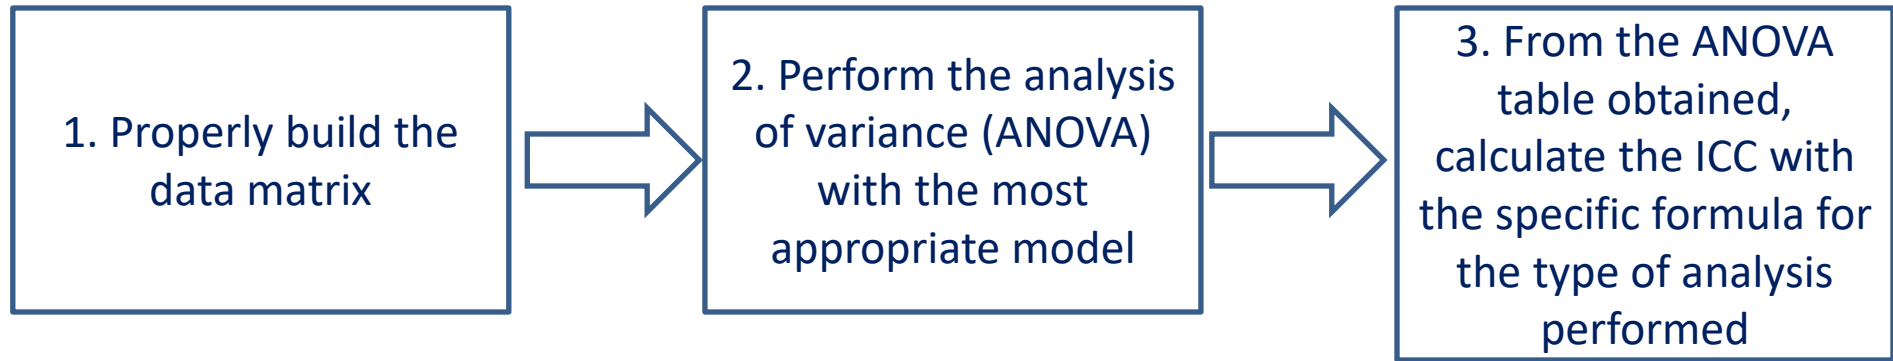 1. Properly build the
data matrix
2. Perform the analysis
of variance (ANOVA)
with the most
appropriate model
3. From the ANOVA
table obtained,
calculate the ICC with
the specific formula for
the type of analysis
performed